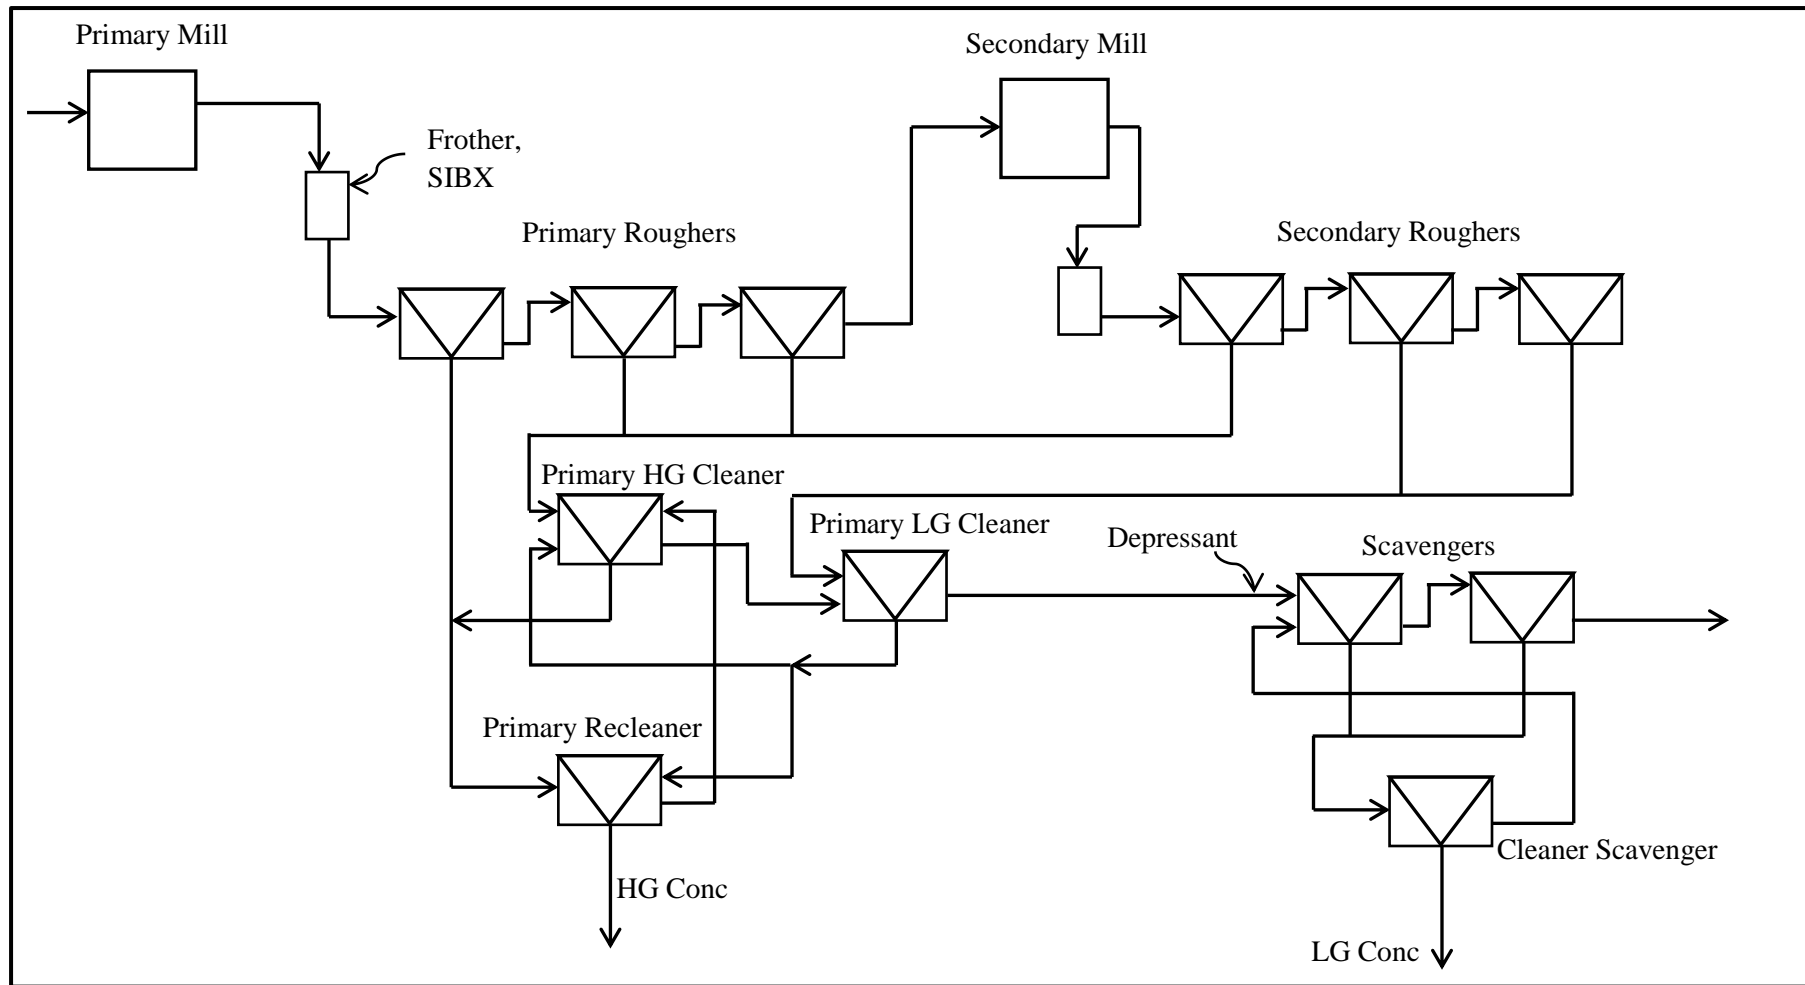 Primary Mill
Secondary Mill
Frother,
SIBX
Primary Roughers
Secondary Roughers
Primary HG Cleaner
Primary LG Cleaner
Depressant
Scavengers
Primary Recleaner
Cleaner Scavenger
HG Conc
LG Conc